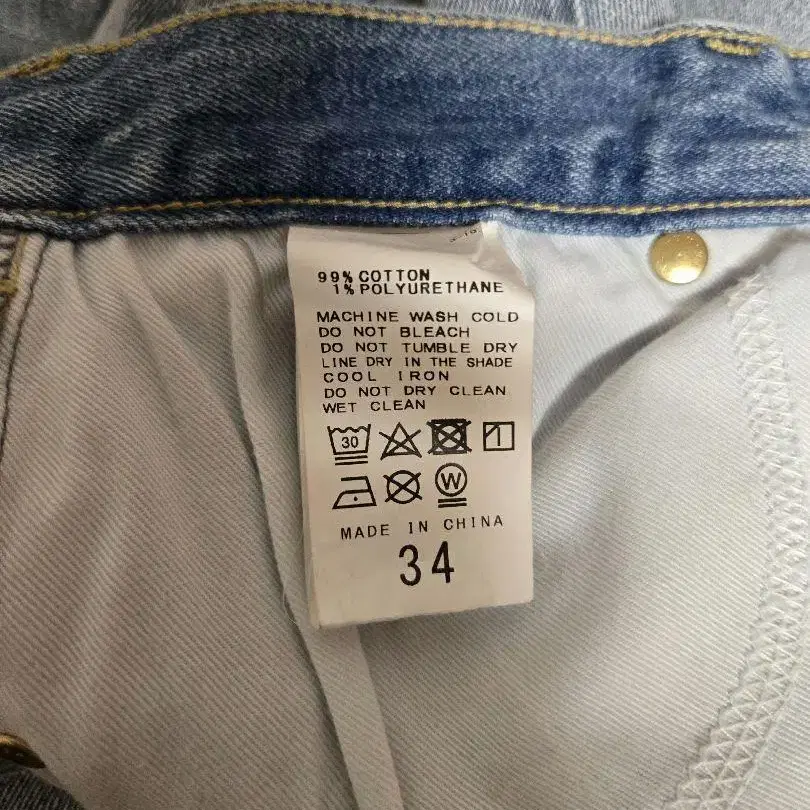 99% COTTON
1% POLYURETHANE
MACHINE WASH COLD
DO NOT BLEACH
DO NOT TUMBLE DRY
LINE DRY IN THE SHADE
COOL IRON
DO NOT DRY CLEAN
WET CLEAN
30
W
MADE IN CHINA
34